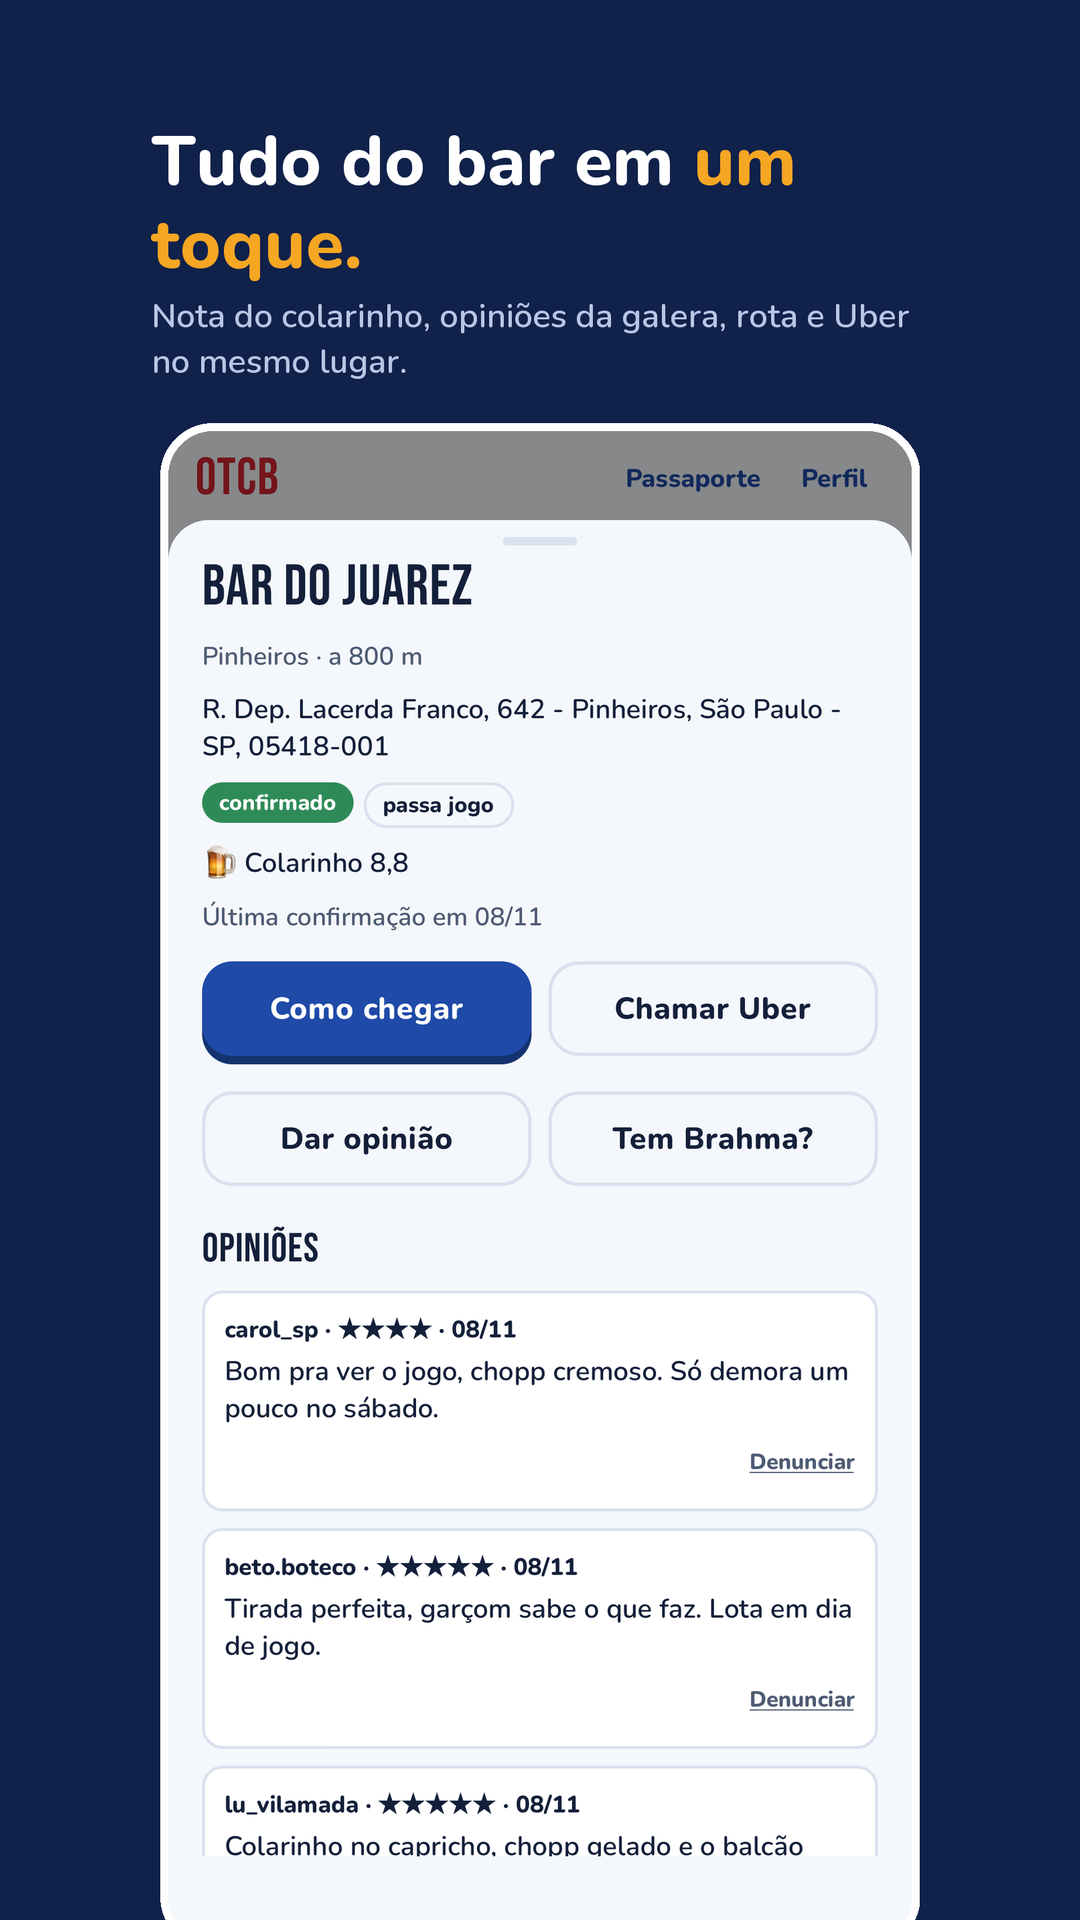 Tudo do bar em um
toque.
Nota do colarinho, opiniões da galera, rota e Uber
no mesmo lugar.
OTCB
Passaporte
Perfil
BAR DO JUAREZ
Pinheiros · a 800 m
R. Dep. Lacerda Franco, 642 - Pinheiros, São Paulo -
SP, 05418-001
confirmado
passa jogo
🍺 Colarinho 8,8
Última confirmação em 08/11
Como chegar
Chamar Uber
Dar opinião
Tem Brahma?
OPINIÕES
carol_sp · ★★★★ · 08/11
Bom pra ver o jogo, chopp cremoso. Só demora um
pouco no sábado.
Denunciar
beto.boteco · ★★★★★ · 08/11
Tirada perfeita, garçom sabe o que faz. Lota em dia
de jogo.
Denunciar
lu_vilamada · ★★★★★ · 08/11
Colarinho no capricho, chopp gelado e o balcão